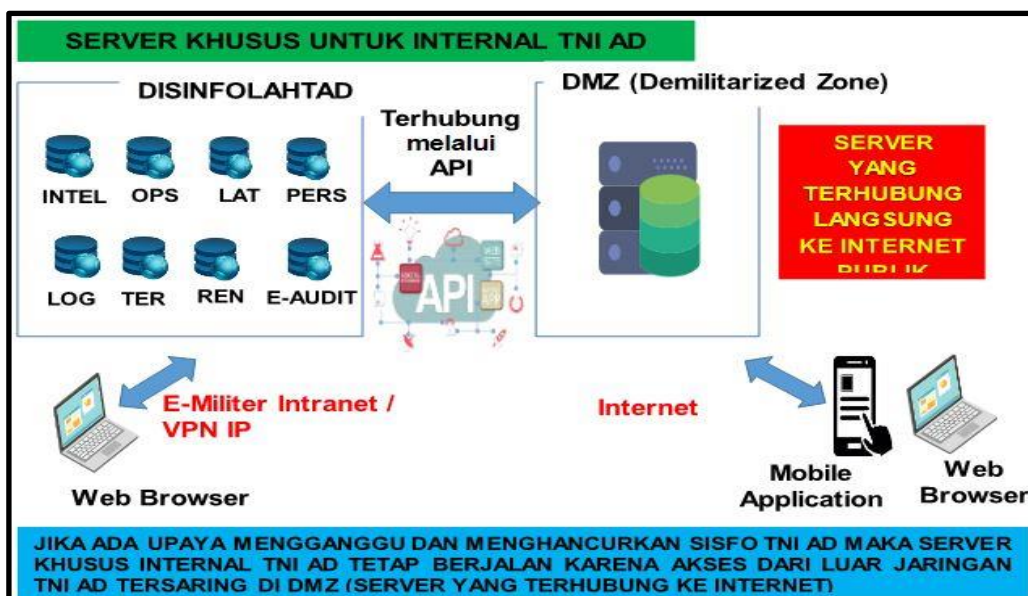 SERVER KHUSUS UNTUK INTERNAL TNI AD
DISINFOLAHTAD
INTEL OPS LAT PERS
LOG TER REN E-AUDIT
Terhubung
melalui
API
API
DMZ (Demilitarized Zone)
SERVER
YANG
TERHUBUNG
LANGSUNG
KE INTERNET
PUBLIK
E-Militer Intranet /
VPN IP
Web Browser
Internet
Mobile
Application
Web
Browser
JIKA ADA UPAYA MENGGANGGU DAN MENGHANCURKAN SISFO TNI AD MAKA SERVER
KHUSUS INTERNAL TNI AD TETAP BERJALAN KARENA AKSES DARI LUAR JARINGAN
TNI AD TERSARING DI DMZ (SERVER YANG TERHUBUNG KE INTERNET)